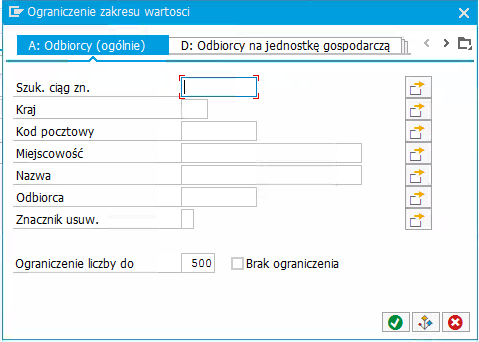 Ograniczenie zakresu wartosci
A: Odbiorcy (ogólnie)
D: Odbiorcy na jednostkę gospodarczą
Szuk. ciąg zn.
Kraj
Kod pocztowy
Miejscowość
Nazwa
Odbiorca
Znacznik usuw.
Ograniczenie liczby do 500 Brak ograniczenia